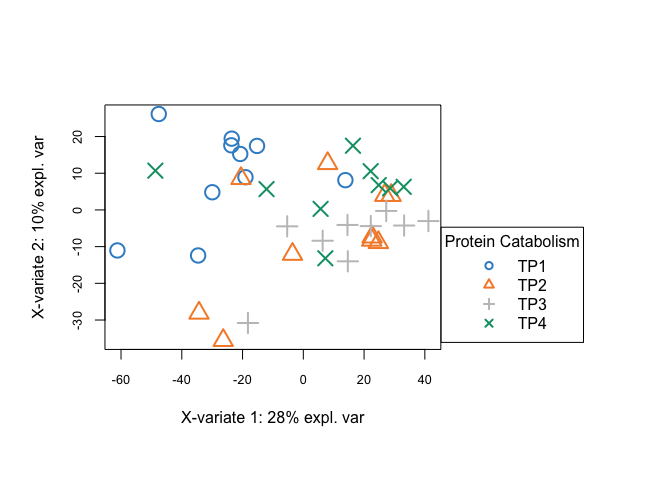 X-variate 2: 10% expl. var
20
10
0
-10
-20
-30
-60
-40
-20
0
20
40
X-variate 1: 28% expl. var
Protein Catabolism
TP1
TP2
TP3
TP4